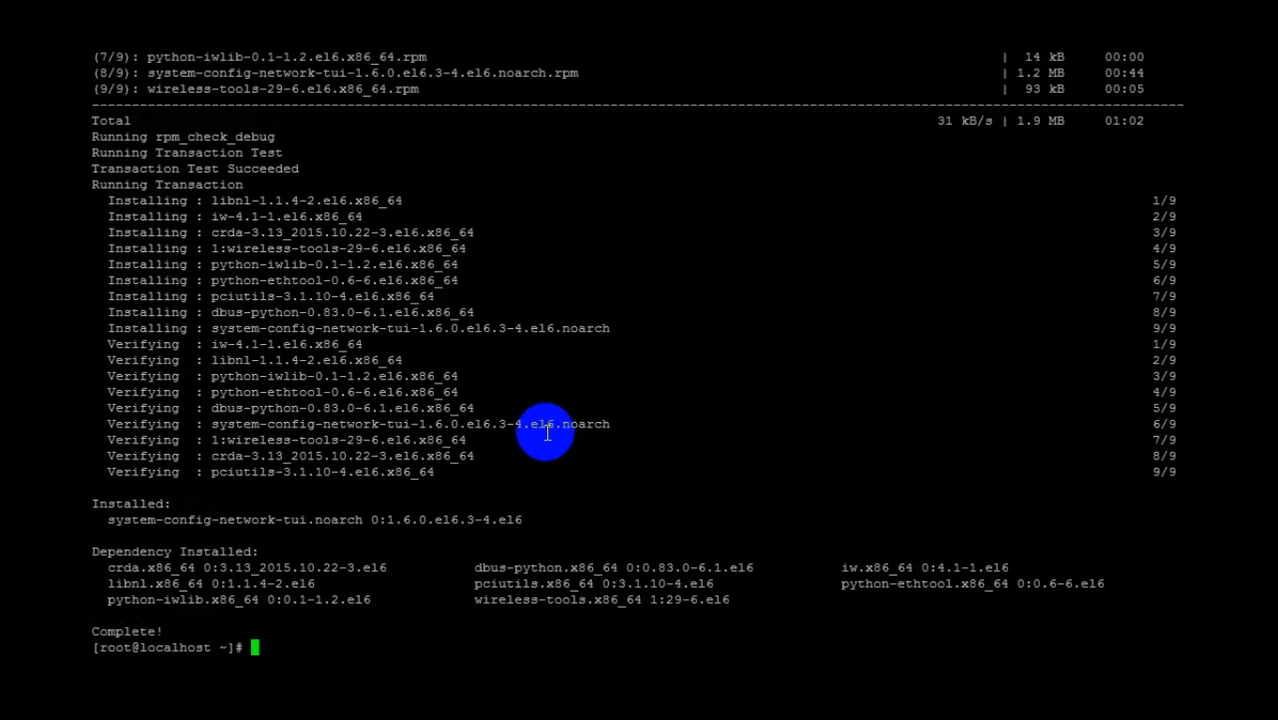 (7/9): python-iwlib-0.1-1.2.el6.x86_64.rpm | 14 kB 00:00
(8/9): system-config-network-tui-1.6.0.el6.3-4.el6.noarch.rpm | 1.2 MB 00:44
(9/9): wireless-tools-29-6.el6.x86_64.rpm | 93 kB 00:05
--------------------------------------------------------------------------------
Total 31 kB/s | 1.9 MB 01:02
Running rpm_check_debug
Running Transaction Test
Transaction Test Succeeded
Running Transaction
Installing : libnl-1.1.4-2.el6.x86_64 1/9
Installing : iw-4.1-1.el6.x86_64 2/9
Installing : crda-3.13_2015.10.22-3.el6.x86_64 3/9
Installing : 1:wireless-tools-29-6.el6.x86_64 4/9
Installing : python-iwlib-0.1-1.2.el6.x86_64 5/9
Installing : python-ethtool-0.6-6.el6.x86_64 6/9
Installing : pciutils-3.1.10-4.el6.x86_64 7/9
Installing : dbus-python-0.83.0-6.1.el6.x86_64 8/9
Installing : system-config-network-tui-1.6.0.el6.3-4.el6.noarch 9/9
Verifying : iw-4.1-1.el6.x86_64 1/9
Verifying : libnl-1.1.4-2.el6.x86_64 2/9
Verifying : python-iwlib-0.1-1.2.el6.x86_64 3/9
Verifying : python-ethtool-0.6-6.el6.x86_64 4/9
Verifying : dbus-python-0.83.0-6.1.el6.x86_64 5/9
Verifying : system-config-network-tui-1.6.0.el6.3-4.el6.noarch 6/9
Verifying : 1:wireless-tools-29-6.el6.x86_64 7/9
Verifying : crda-3.13_2015.10.22-3.el6.x86_64 8/9
Verifying : pciutils-3.1.10-4.el6.x86_64 9/9
Installed:
system-config-network-tui.noarch 0:1.6.0.el6.3-4.el6
Dependency Installed:
crda.x86_64 0:3.13_2015.10.22-3.el6 dbus-python.x86_64 0:0.83.0-6.1.el6 iw.x86_64 0:4.1-1.el6
libnl.x86_64 0:1.1.4-2.el6 pciutils.x86_64 0:3.1.10-4.el6 python-ethtool.x86_64 0:0.6-6.el6
python-iwlib.x86_64 0:0.1-1.2.el6 wireless-tools.x86_64 1:29-6.el6
Complete!
[root@localhost ~]#